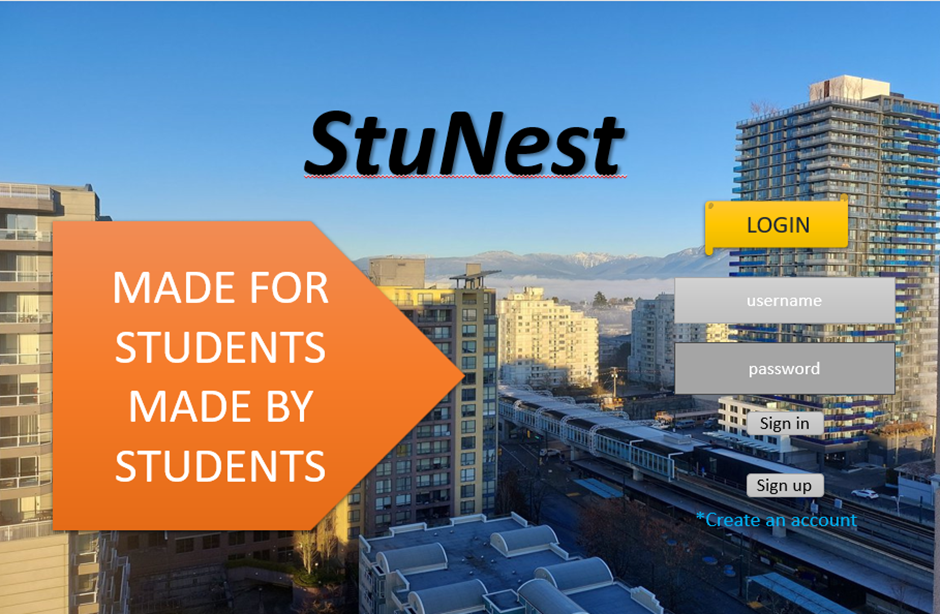 StuNest
MADE FOR
STUDENTS
MADE BY
STUDENTS
LOGIN
username
password
Sign in
Sign up
*Create an account